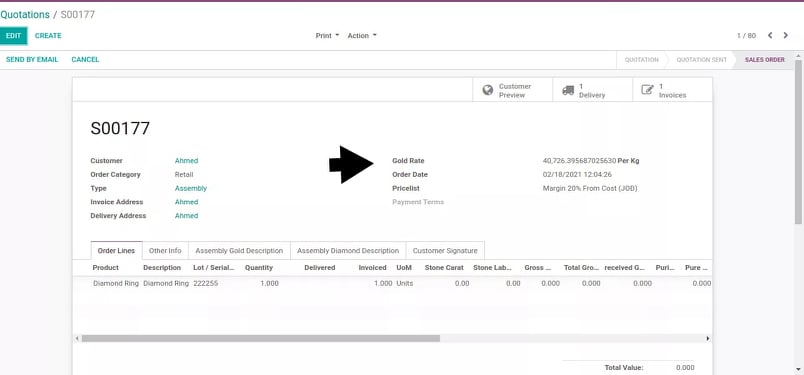 Quotations / S00177
EDIT CREATE Print Action 1 / 80
SEND BY EMAIL CANCEL QUOTATION QUOTATION SENT SALES ORDER
Customer Preview 1 Delivery 1 Invoices
S00177
Customer Ahmed Gold Rate 40,726.395687025630 Per Kg
Order Category Retail Order Date 02/18/2021 12:04:26
Type Assembly Pricelist Margin 20% From Cost (JOD)
Invoice Address Ahmed Payment Terms
Delivery Address Ahmed
Order Lines Other Info Assembly Gold Description Assembly Diamond Description Customer Signature
Product Description Lot / Serial... Quantity Delivered Invoiced UoM Stone Carat Stone Lab... Gross ... Total Gro... received G... Puri... Pure ...
Diamond Ring Diamond Ring 222255 1.000 1.000 Units 0.00 0.00 0.000 0.000 0.000 0.000
Total Value: 0.000